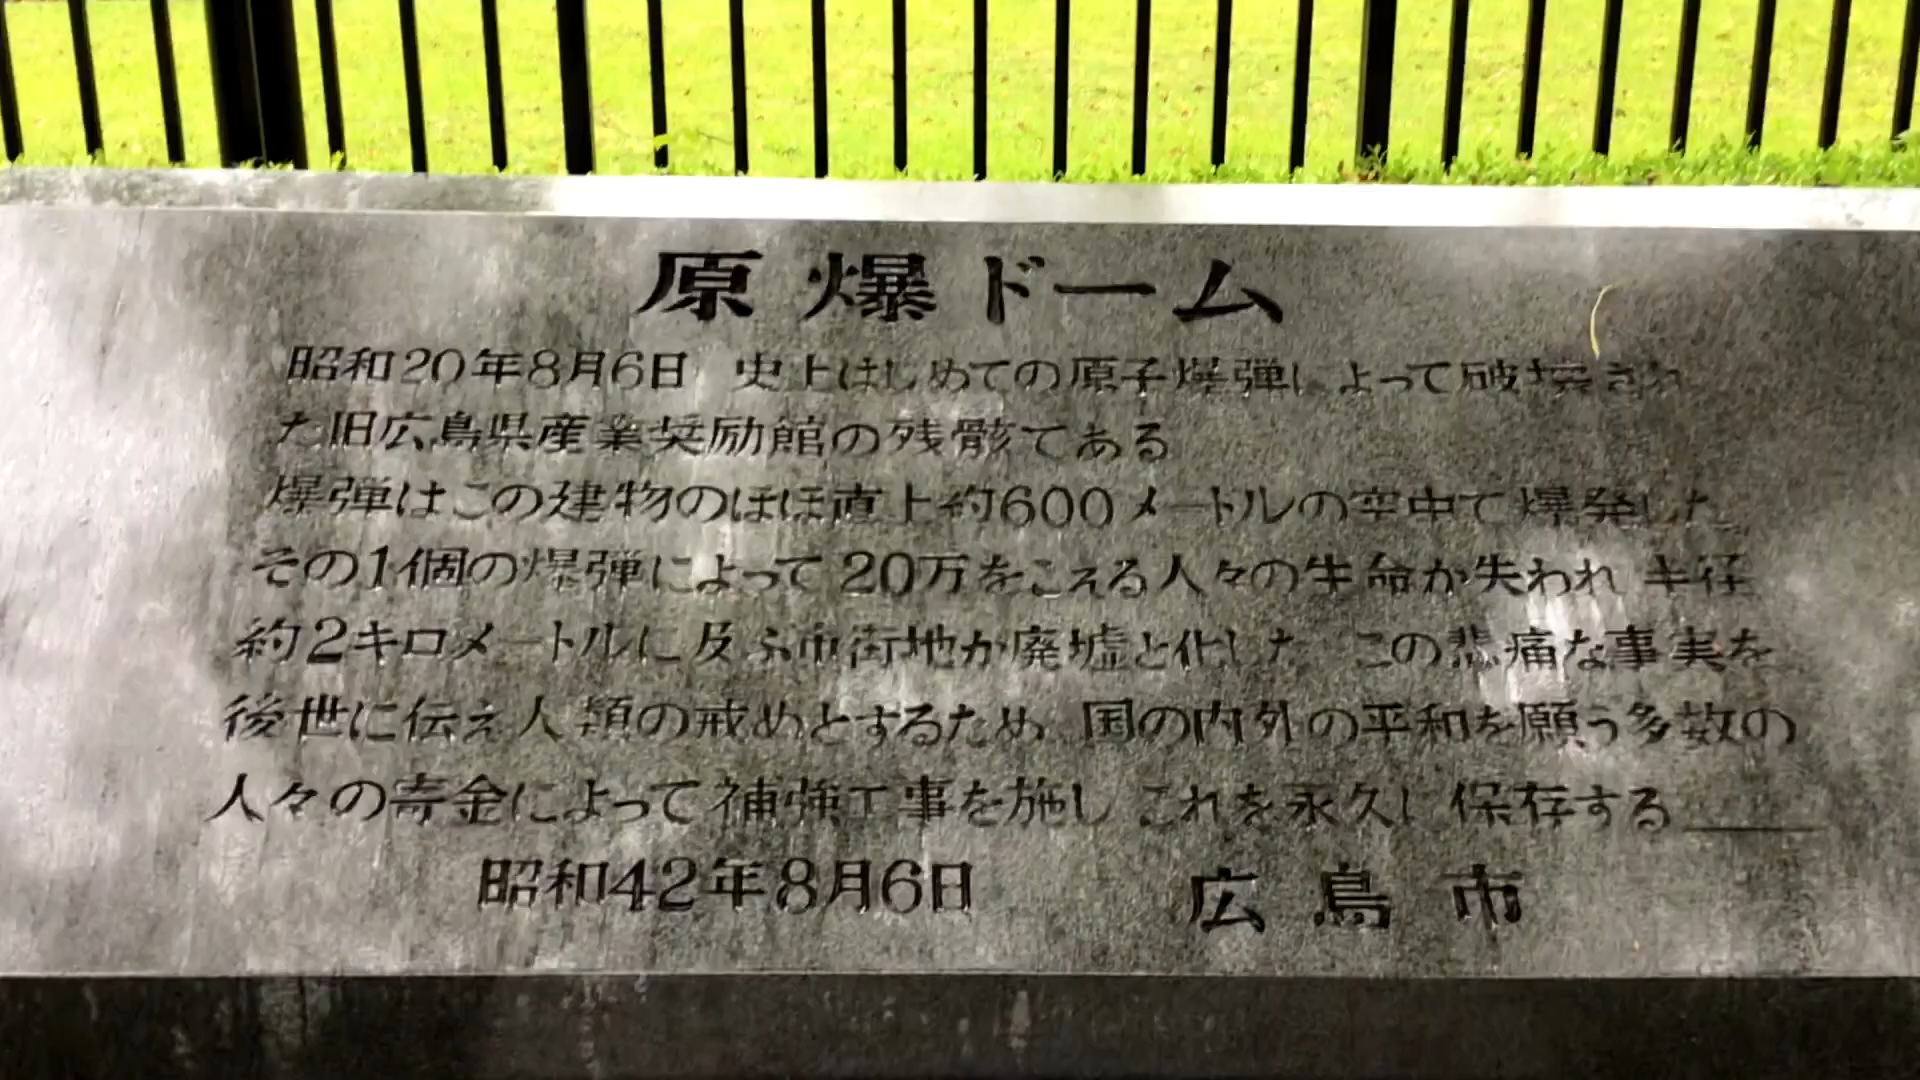 原爆ドーム
昭和20年8月6日 史上はじめての原子爆弾によって破壊され
た旧広島県産業奨励館の残骸である
爆弾はこの建物のほぼ直上約600メートルの空中で爆発した
その1個の爆弾によって20万をこえる人々の生命が失われ 半径
約2キロメートルに及ぶ市街地が廃墟と化した この悲痛な事実を
後世に伝え人類の戒めとするため 国の内外の平和を願う多数の
人々の寄金によって補強工事を施し これを永久に保存する
昭和42年8月6日 広島市